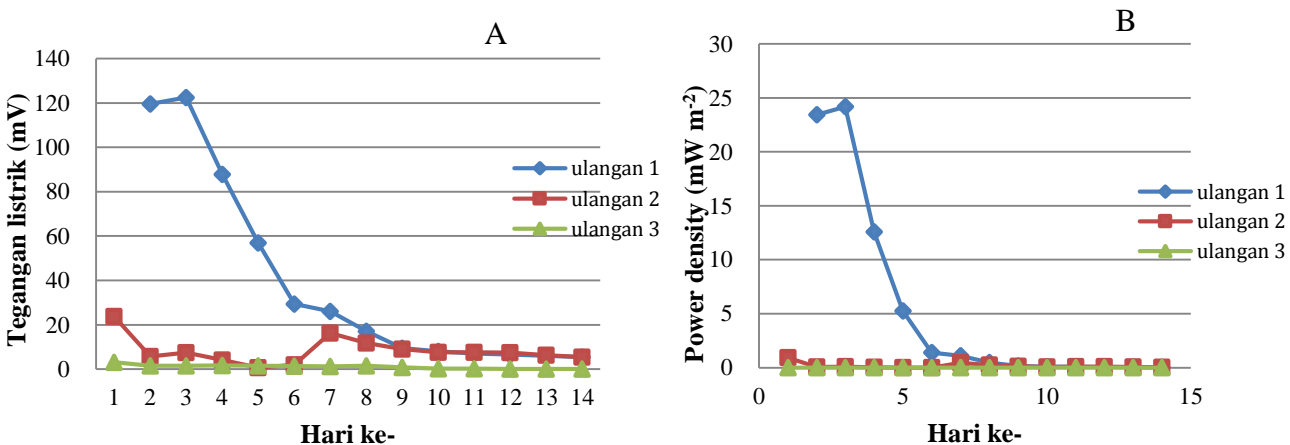 A
Tegangan listrik (mV)
140
120
100
80
60
40
20
0
1 2 3 4 5 6 7 8 9 10 11 12 13 14
Hari ke-
ulangan 1
ulangan 2
ulangan 3
B
Power density (mW m⁻²)
30
25
20
15
10
5
0
0 5 10 15
Hari ke-
ulangan 1
ulangan 2
ulangan 3